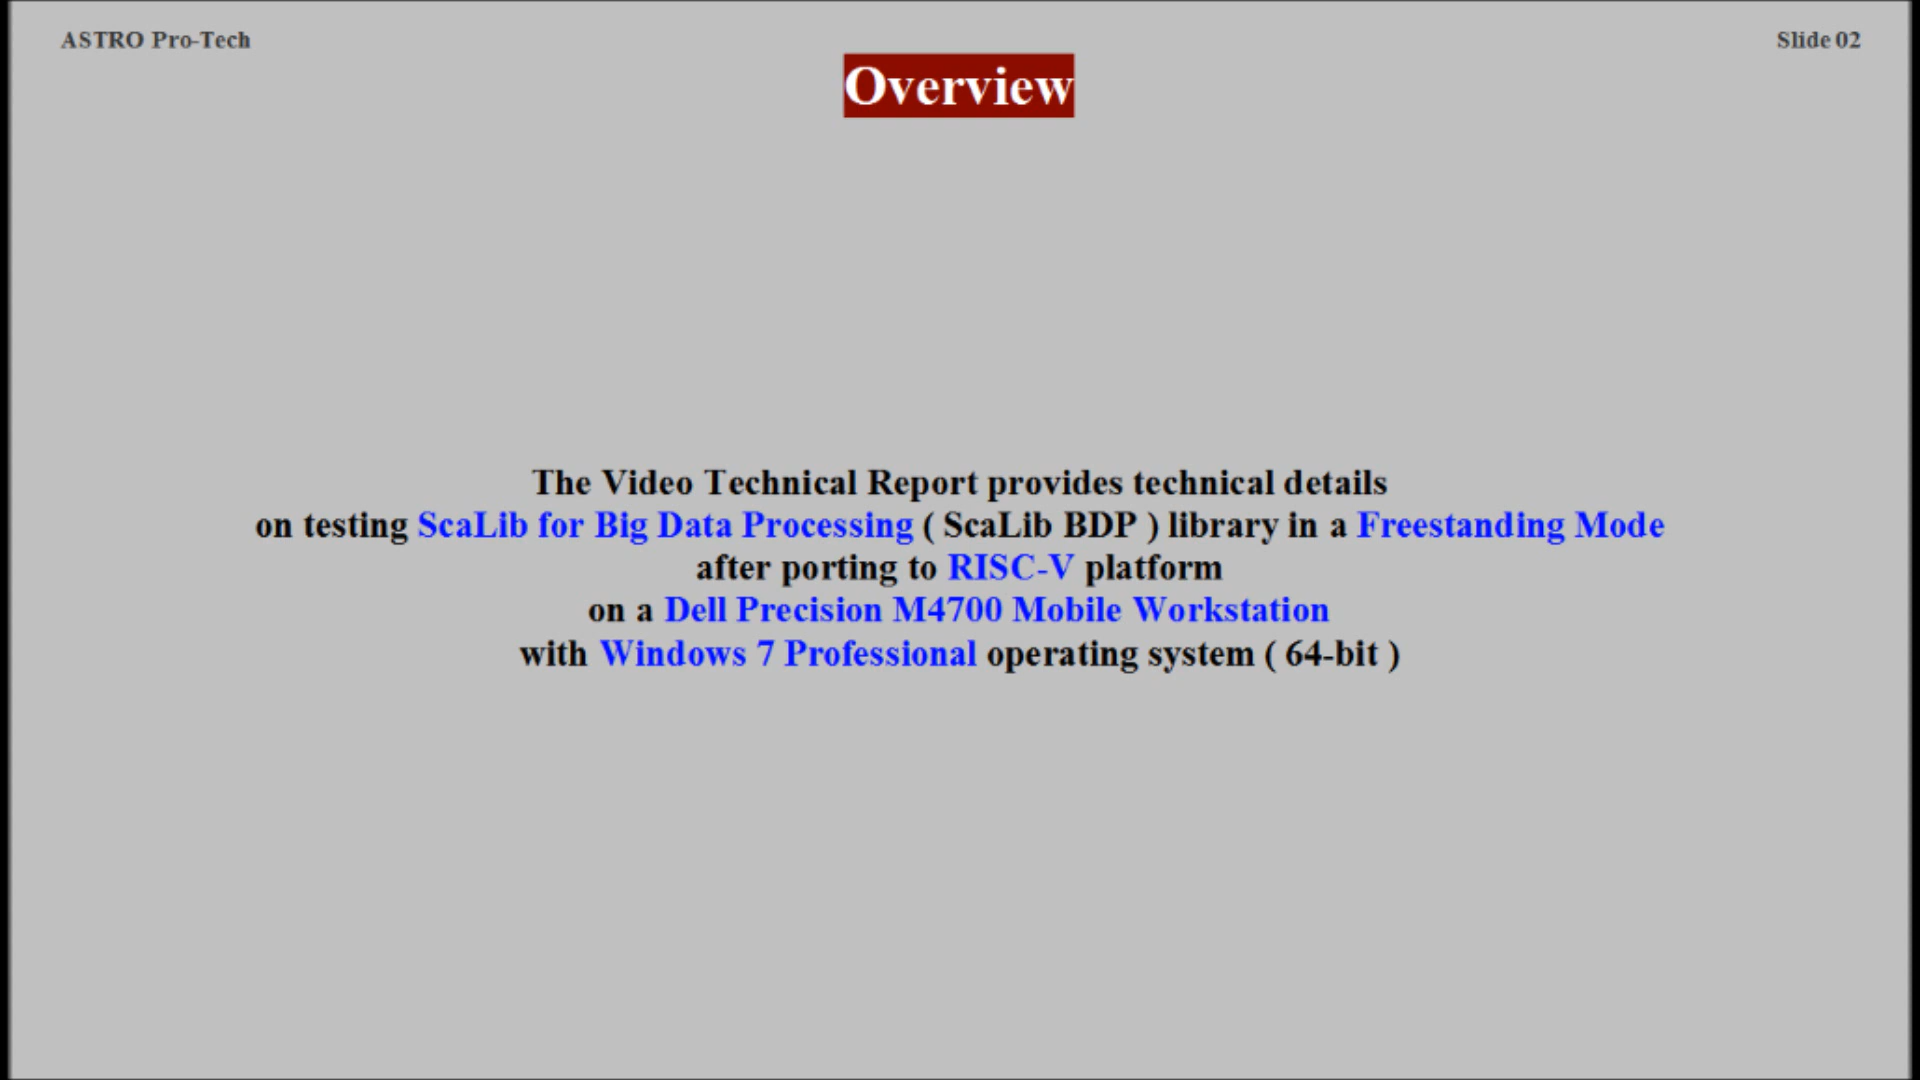 ASTRO Pro-Tech
Slide 02
Overview
The Video Technical Report provides technical details
on testing ScaLib for Big Data Processing ( ScaLib BDP ) library in a Freestanding Mode
after porting to RISC-V platform
on a Dell Precision M4700 Mobile Workstation
with Windows 7 Professional operating system ( 64-bit )